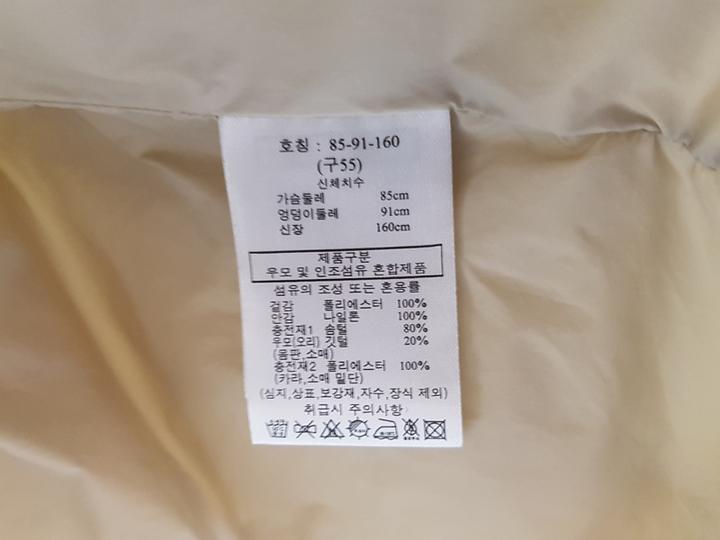 호칭 : 85-91-160
(구55)
신체치수
가슴둘레 85cm
엉덩이둘레 91cm
신장 160cm
제품구분
우모 및 인조섬유 혼합제품
섬유의 조성 또는 혼용률
겉감 폴리에스터 100%
안감 나일론 100%
충전재1 솜털 80%
우모(오리) 깃털 20%
(몸판,소매)
충전재2 폴리에스터 100%
(카라,소매 밑단)
(심지,상표,보강재,자수,장식 제외)
취급시 주의사항